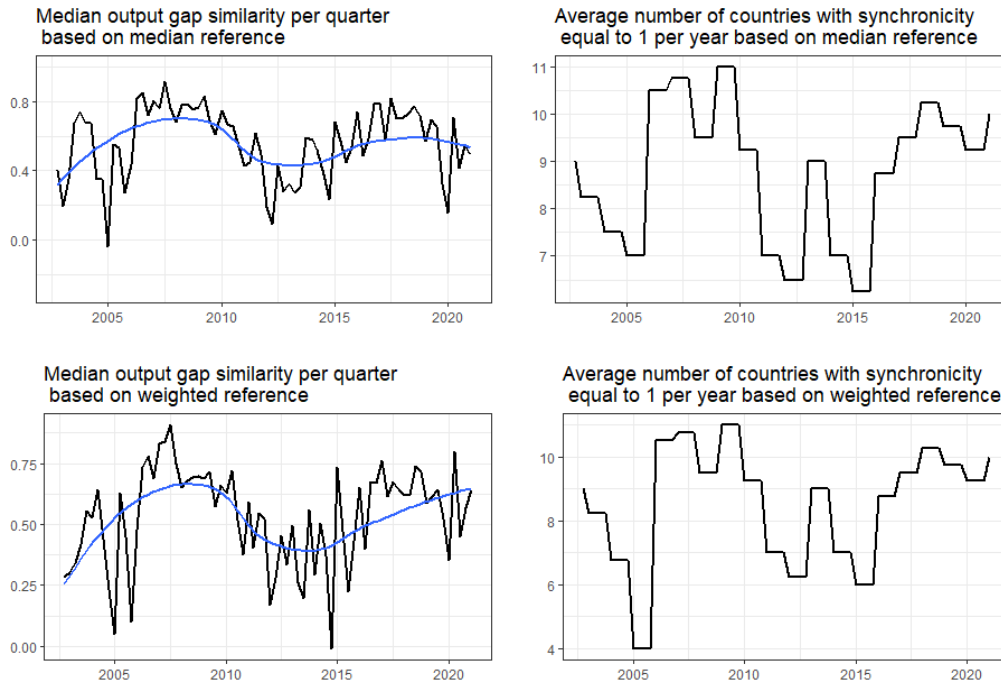 Median output gap similarity per quarter
based on median reference
0.8
0.4
0.0
2005 2010 2015 2020
Average number of countries with synchronicity
equal to 1 per year based on median reference
11
10
9
8
7
2005 2010 2015 2020
Median output gap similarity per quarter
based on weighted reference
0.75
0.50
0.25
0.00
2005 2010 2015 2020
Average number of countries with synchronicity
equal to 1 per year based on weighted reference
10
8
6
4
2005 2010 2015 2020